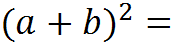 (a + b)² =